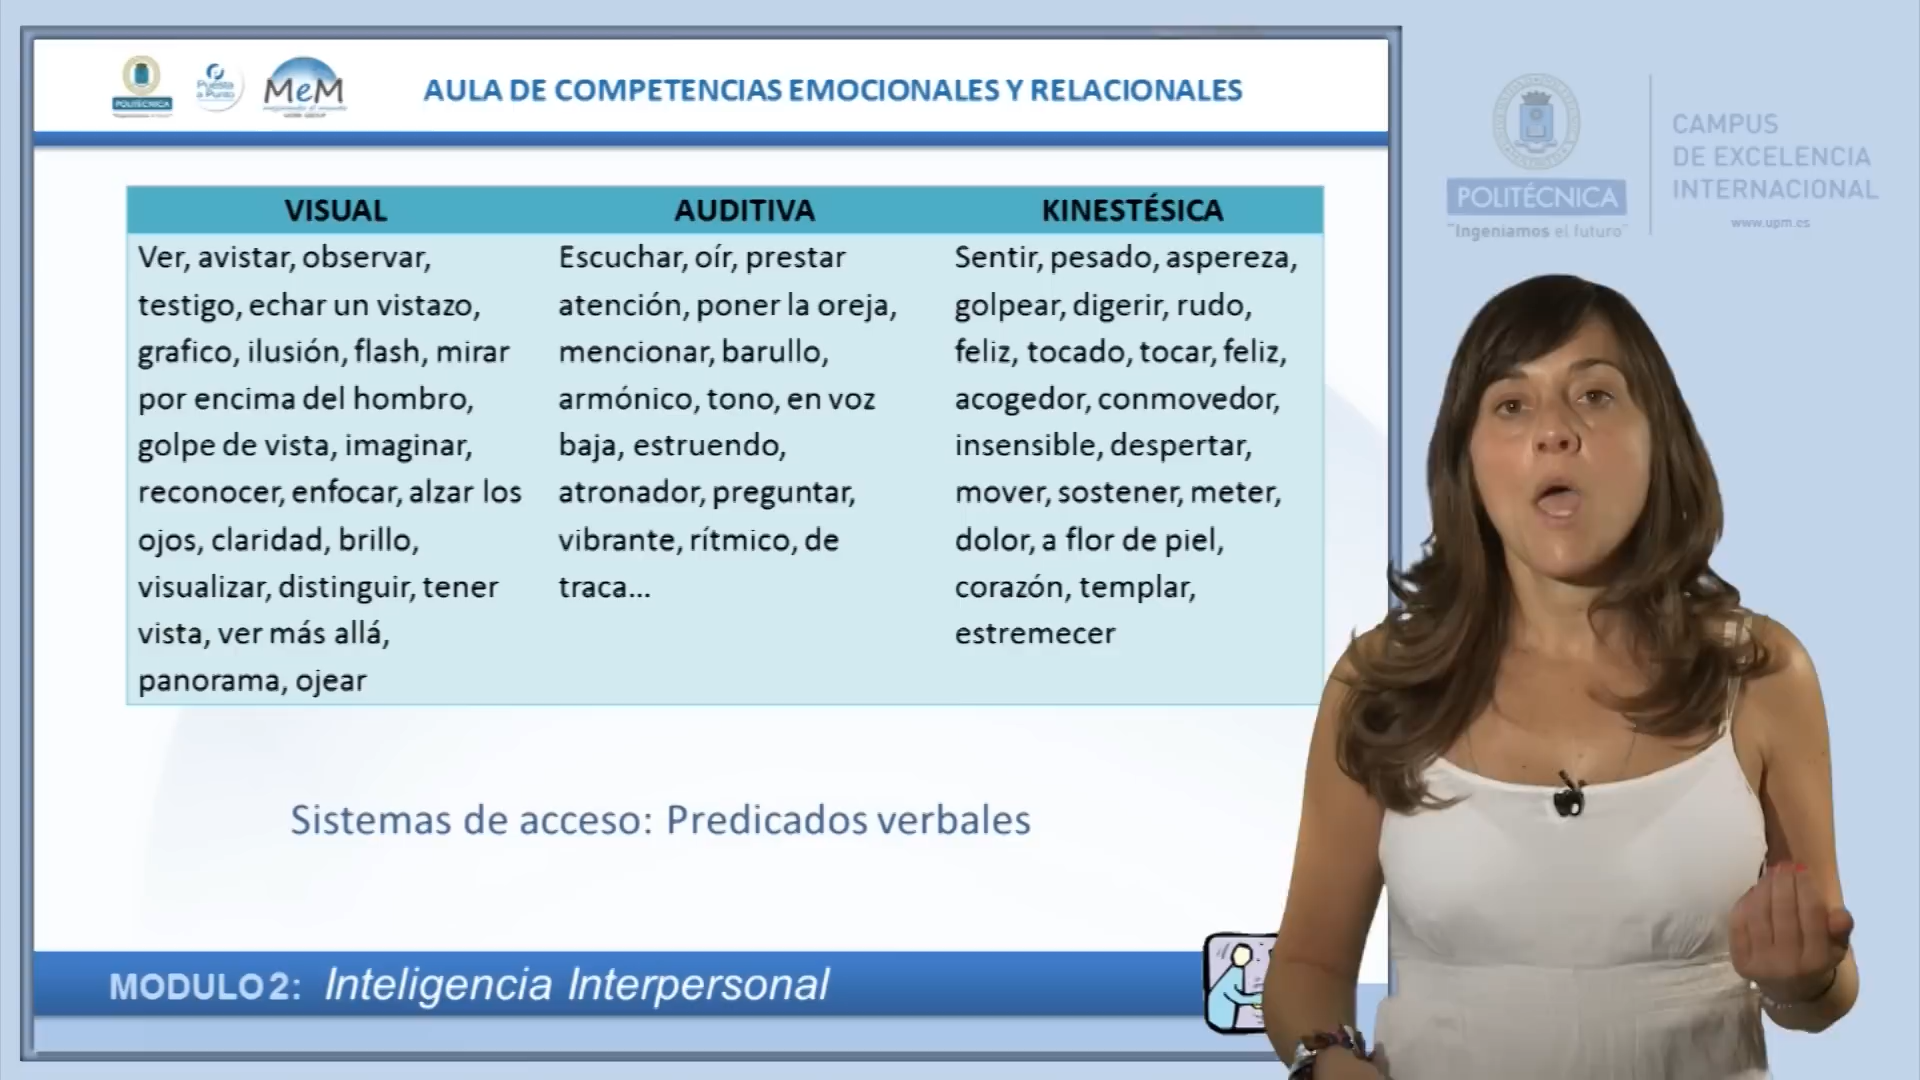 POLITÉCNICA
Puesta
a Punto
MeM
AULA DE COMPETENCIAS EMOCIONALES Y RELACIONALES
VISUAL
Ver, avistar, observar,
testigo, echar un vistazo,
grafico, ilusión, flash, mirar
por encima del hombro,
golpe de vista, imaginar,
reconocer, enfocar, alzar los
ojos, claridad, brillo,
visualizar, distinguir, tener
vista, ver más allá,
panorama, ojear
AUDITIVA
Escuchar, oír, prestar
atención, poner la oreja,
mencionar, barullo,
armónico, tono, en voz
baja, estruendo,
atronador, preguntar,
vibrante, rítmico, de
traca...
KINESTÉSICA
Sentir, pesado, aspereza,
golpear, digerir, rudo,
feliz, tocado, tocar, feliz,
acogedor, conmovedor,
insensible, despertar,
mover, sostener, meter,
dolor, a flor de piel,
corazón, templar,
estremecer
Sistemas de acceso: Predicados verbales
MODULO 2: Inteligencia Interpersonal
POLITÉCNICA
"Ingeniamos el futuro"
CAMPUS
DE EXCELENCIA
INTERNACIONAL
www.upm.es